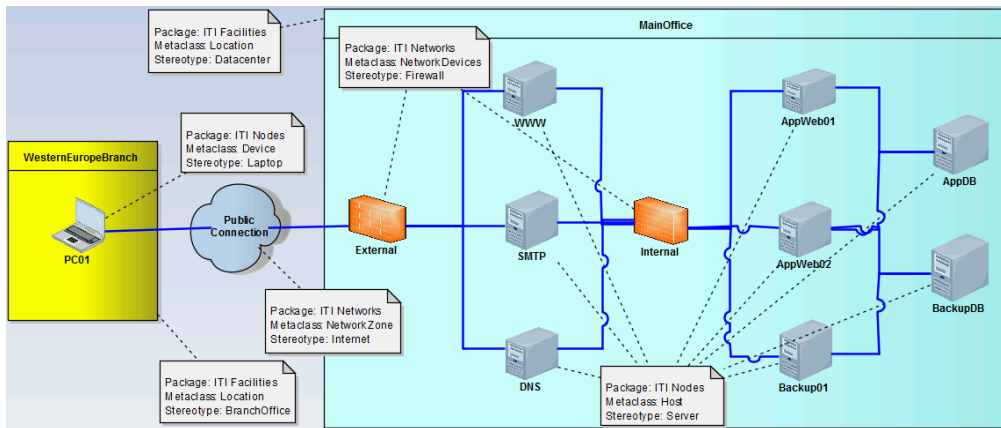 MainOffice
Package: ITI Facilities
Metaclass: Location
Stereotype: Datacenter
Package: ITI Networks
Metaclass: NetworkDevices
Stereotype: Firewall
WWW
AppWeb01
Package: ITI Nodes
Metaclass: Device
Stereotype: Laptop
WesternEuropeBranch
PC01
Public
Connection
External
SMTP
Internal
AppWeb02
AppDB
BackupDB
Package: ITI Networks
Metaclass: NetworkZone
Stereotype: Internet
DNS
Backup01
Package: ITI Facilities
Metaclass: Location
Stereotype: BranchOffice
Package: ITI Nodes
Metaclass: Host
Stereotype: Server